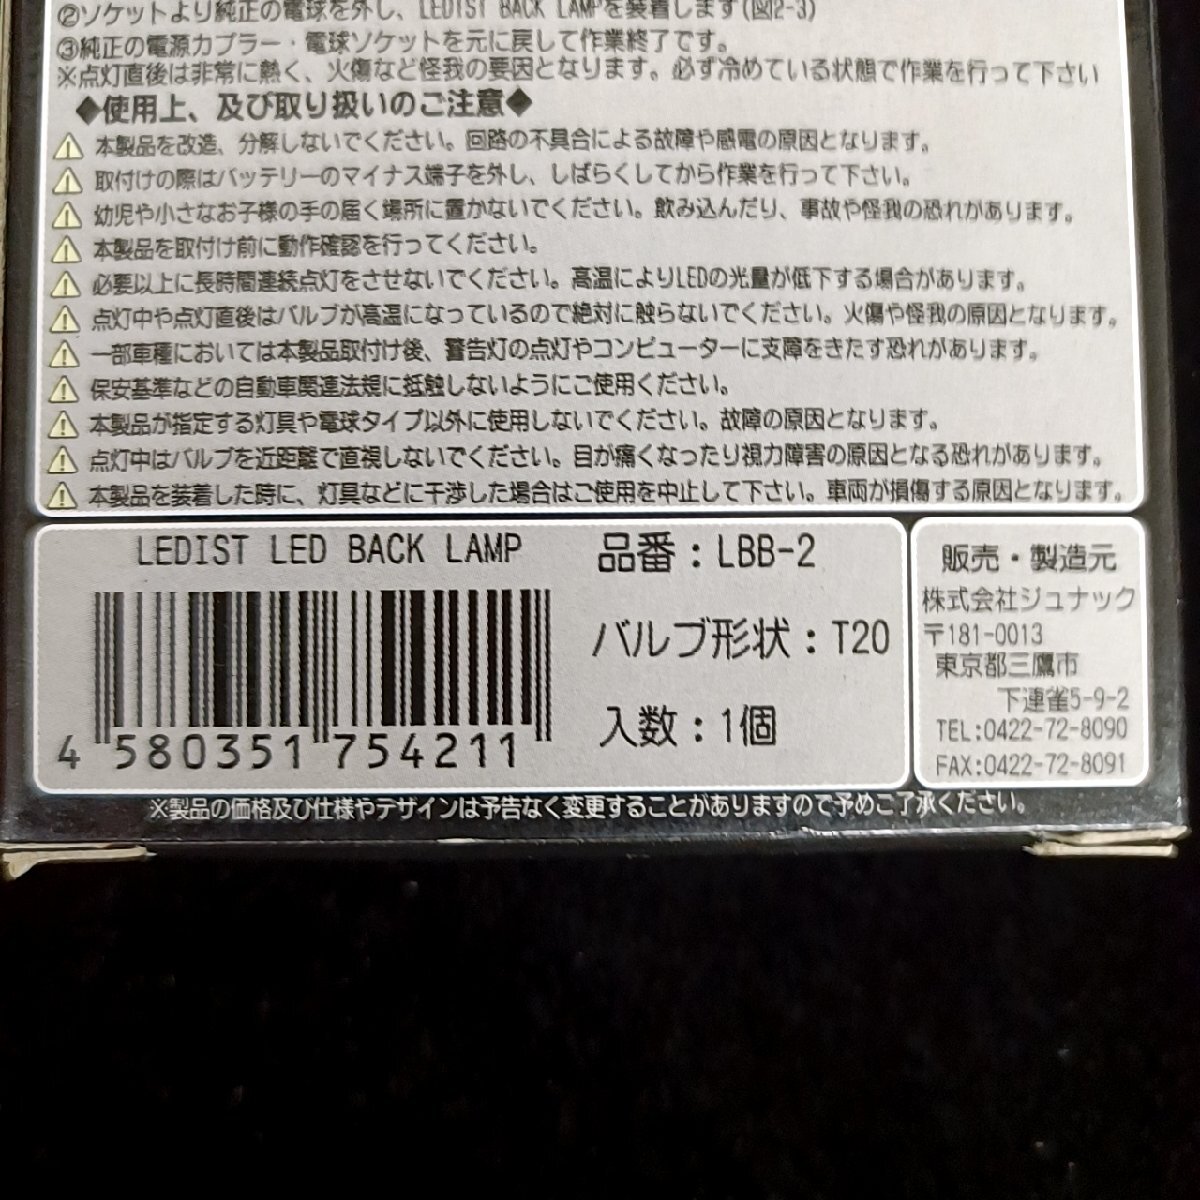 ②ソケットより純正の電球を外し、LEDIST BACK LAMPを装着します(図2-3)
③純正の電源カプラー・電球ソケットを元に戻して作業終了です。
※点灯直後は非常に熱く、火傷など怪我の要因となります。必ず冷めている状態で作業を行って下さい
◆使用上、及び取り扱いのご注意◆
本製品を改造、分解しないでください。回路の不具合による故障や感電の原因となります。
取付けの際はバッテリーのマイナス端子を外し、しばらくしてから作業を行って下さい。
幼児や小さなお子様の手の届く場所に置かないでください。飲み込んだり、事故や怪我の恐れがあります。
本製品を取付け前に動作確認を行ってください。
必要以上に長時間連続点灯をさせないでください。高温によりLEDの光量が低下する場合があります。
点灯中や点灯直後はバルブが高温になっているので絶対に触らないでください。火傷や怪我の原因となります。
一部車種においては本製品取付け後、警告灯の点灯やコンピューターに支障をきたす恐れがあります。
保安基準などの自動車関連法規に抵触しないようにご使用ください。
本製品が指定する灯具や電球タイプ以外に使用しないでください。故障の原因となります。
点灯中はバルブを近距離で直視しないでください。目が痛くなったり視力障害の原因となる恐れがあります。
本製品を装着した時に、灯具などに干渉した場合はご使用を中止して下さい。車両が損傷する原因となります。
LEDIST LED BACK LAMP
4 580351 754211
品番：LBB-2
バルブ形状：T20
入数：1個
販売・製造元
株式会社ジュナック
〒181-0013
東京都三鷹市
下連雀5-9-2
TEL:0422-72-8090
FAX:0422-72-8091
※製品の価格及び仕様やデザインは予告なく変更することがありますので予めご了承ください。